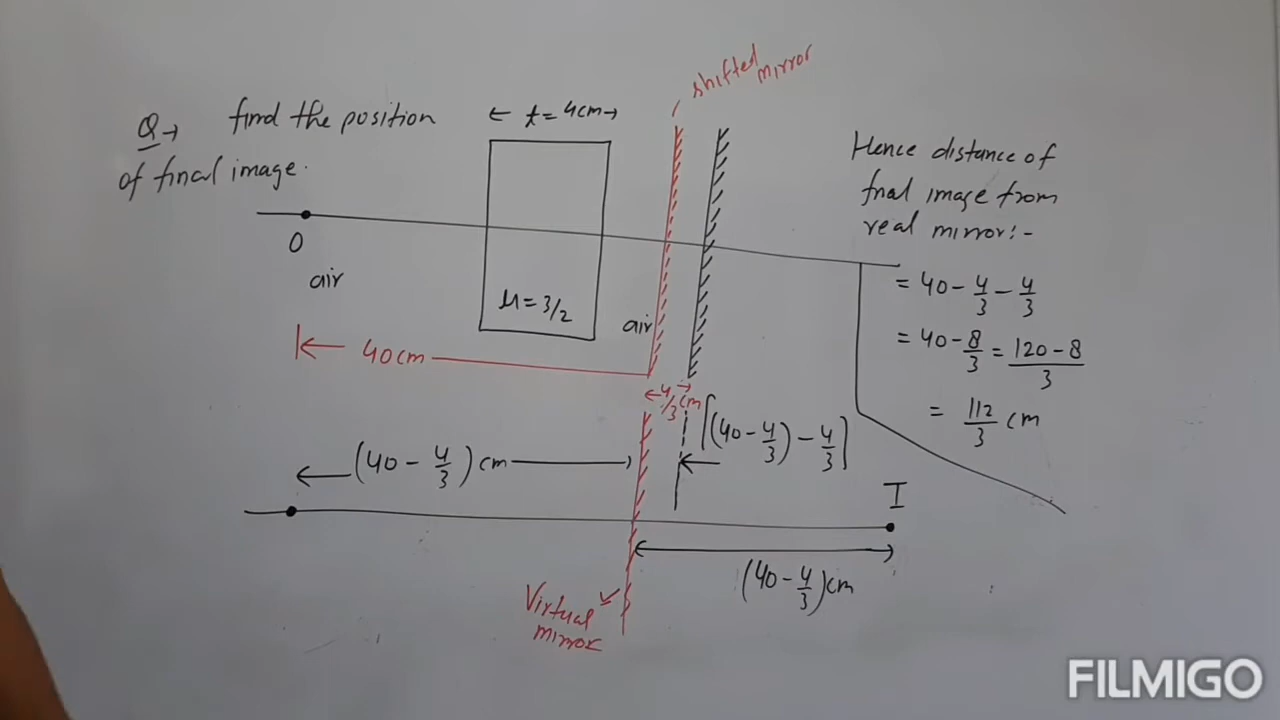 Q→ find the position
of final image.
← t = 4cm →
shifted mirror
O
air
μ = 3/2
air
40cm
4/3 cm
Hence distance of
fnal image from
real mirror:-
= 40 - 4/3 - 4/3
= 40 - 8/3 = (120 - 8)/3
= 112/3 cm
(40 - 4/3) cm
[(40 - 4/3) - 4/3]
I
(40 - 4/3) cm
Virtual
mirror
FILMIGO